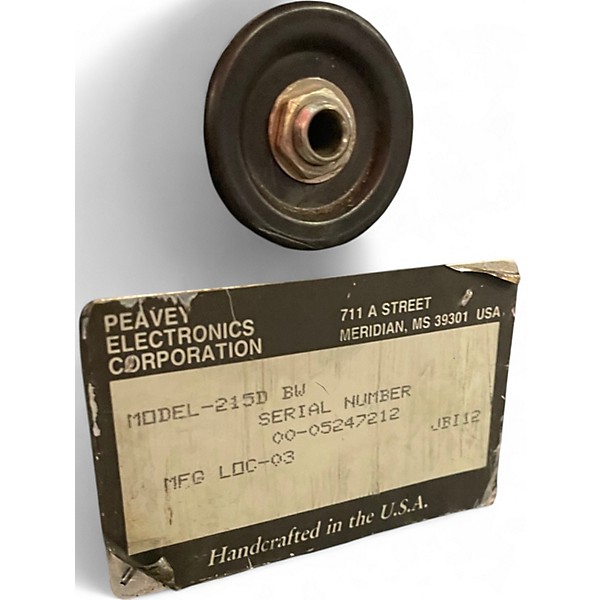 PEAVEY
ELECTRONICS
CORPORATION
711 A STREET
MERIDIAN, MS 39301 USA
MODEL-215D BW
SERIAL NUMBER
00-05247212
JBI12
MFG LOC-03
Handcrafted in the U.S.A.